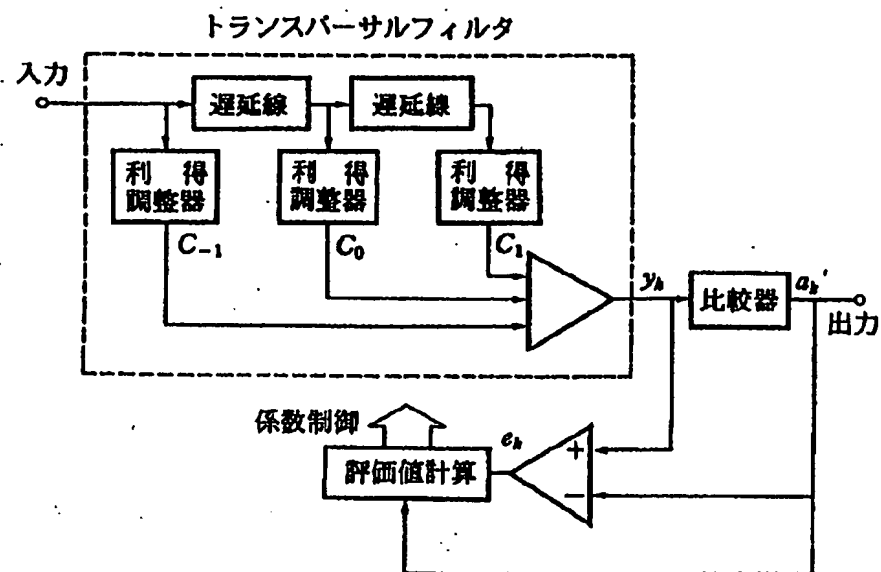 トランスバーサルフィルタ
入力
遅延線
遅延線
利 得
調整器
利 得
調整器
利 得
調整器
C₋₁
C₀
C₁
yₖ
比較器
aₖ'
出力
係数制御
eₖ
+
−
評価値計算